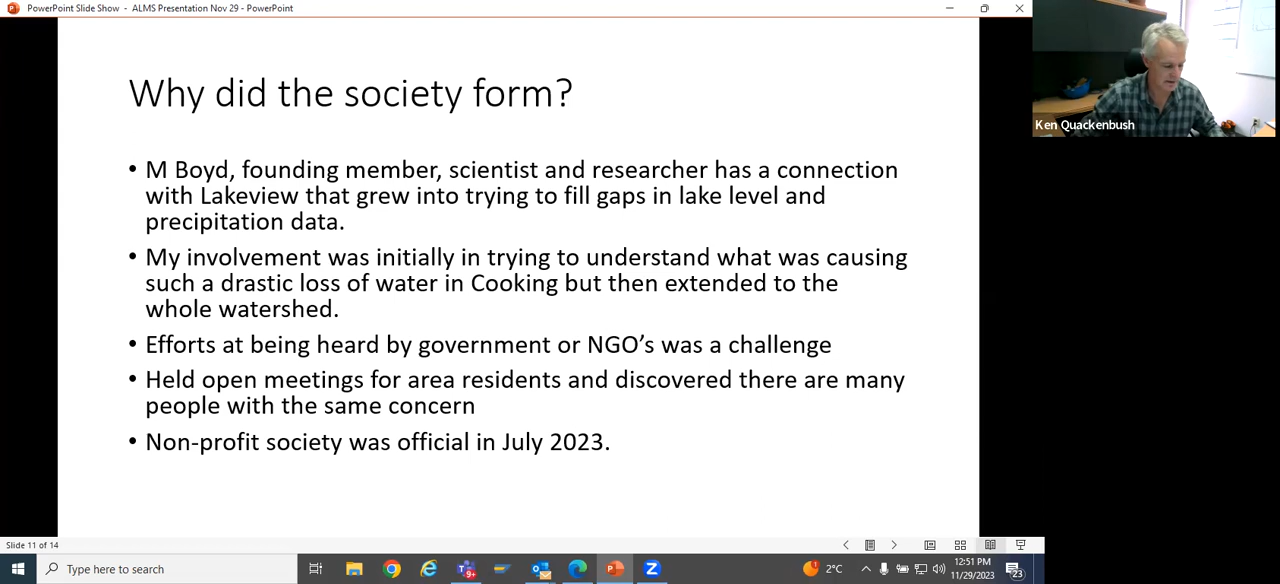 PowerPoint Slide Show - ALMS Presentation Nov 29 - PowerPoint
Ken Quackenbush
Why did the society form?
• M Boyd, founding member, scientist and researcher has a connection
with Lakeview that grew into trying to fill gaps in lake level and
precipitation data.
• My involvement was initially in trying to understand what was causing
such a drastic loss of water in Cooking but then extended to the
whole watershed.
• Efforts at being heard by government or NGO’s was a challenge
• Held open meetings for area residents and discovered there are many
people with the same concern
• Non-profit society was official in July 2023.
Slide 11 of 14
Type here to search
9+
2°C
12:51 PM
11/29/2023
23